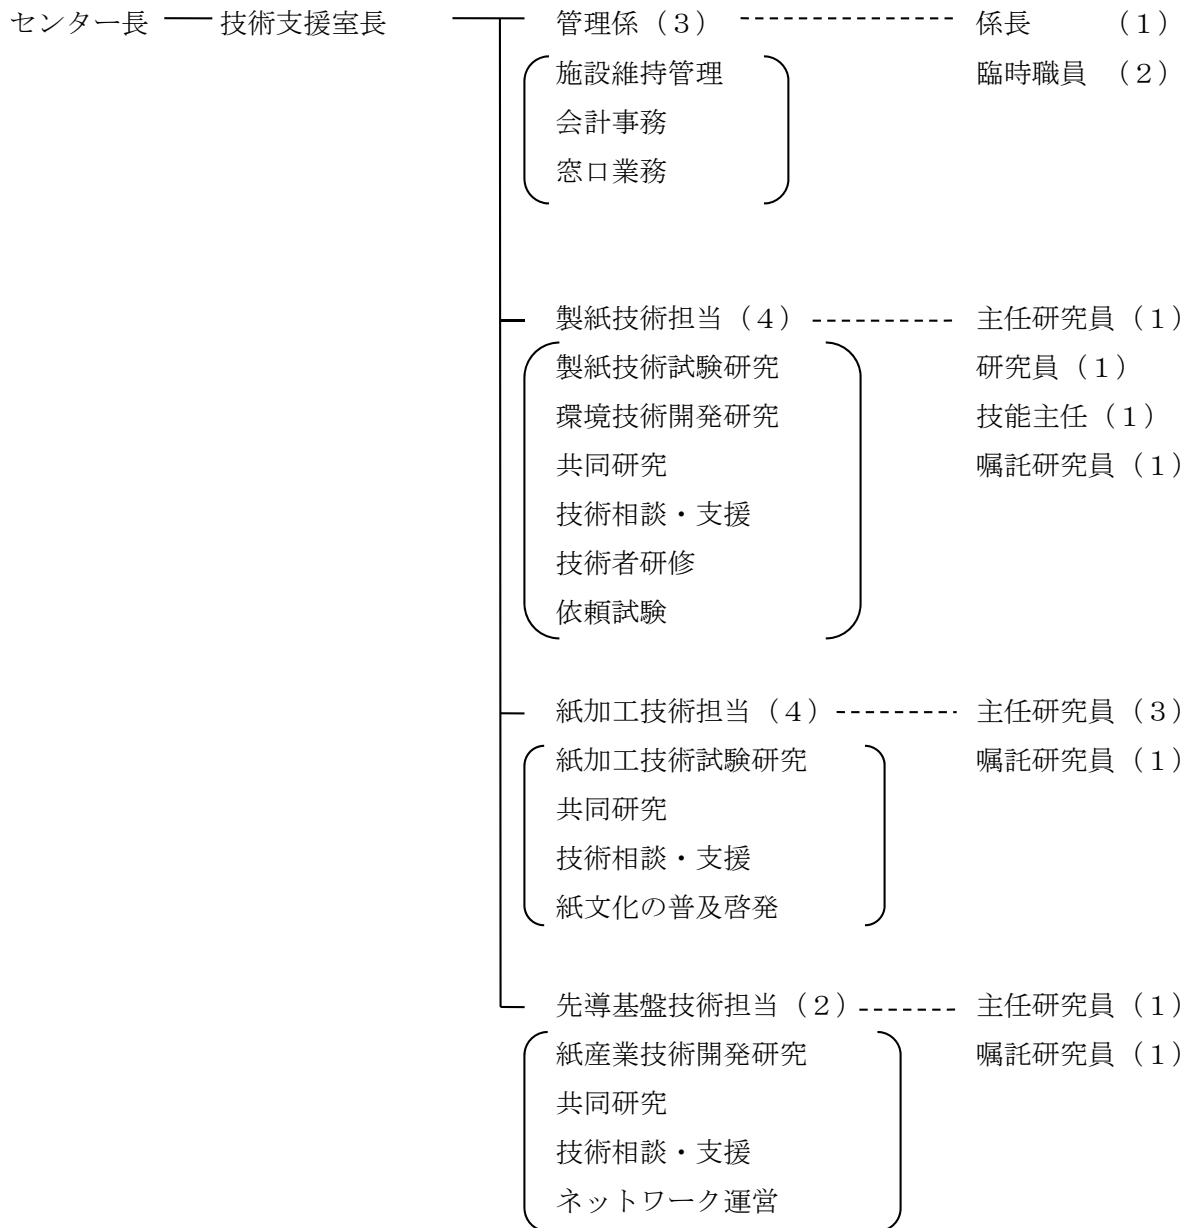 センター長 技術支援室長 管理係（３） 係長 （１）
施設維持管理 臨時職員 （２）
会計事務
窓口業務
製紙技術担当（４） 主任研究員（１）
製紙技術試験研究 研究員（１）
環境技術開発研究 技能主任（１）
共同研究 嘱託研究員（１）
技術相談・支援
技術者研修
依頼試験
紙加工技術担当（４） 主任研究員（３）
紙加工技術試験研究 嘱託研究員（１）
共同研究
技術相談・支援
紙文化の普及啓発
先導基盤技術担当（２） 主任研究員（１）
紙産業技術開発研究 嘱託研究員（１）
共同研究
技術相談・支援
ネットワーク運営